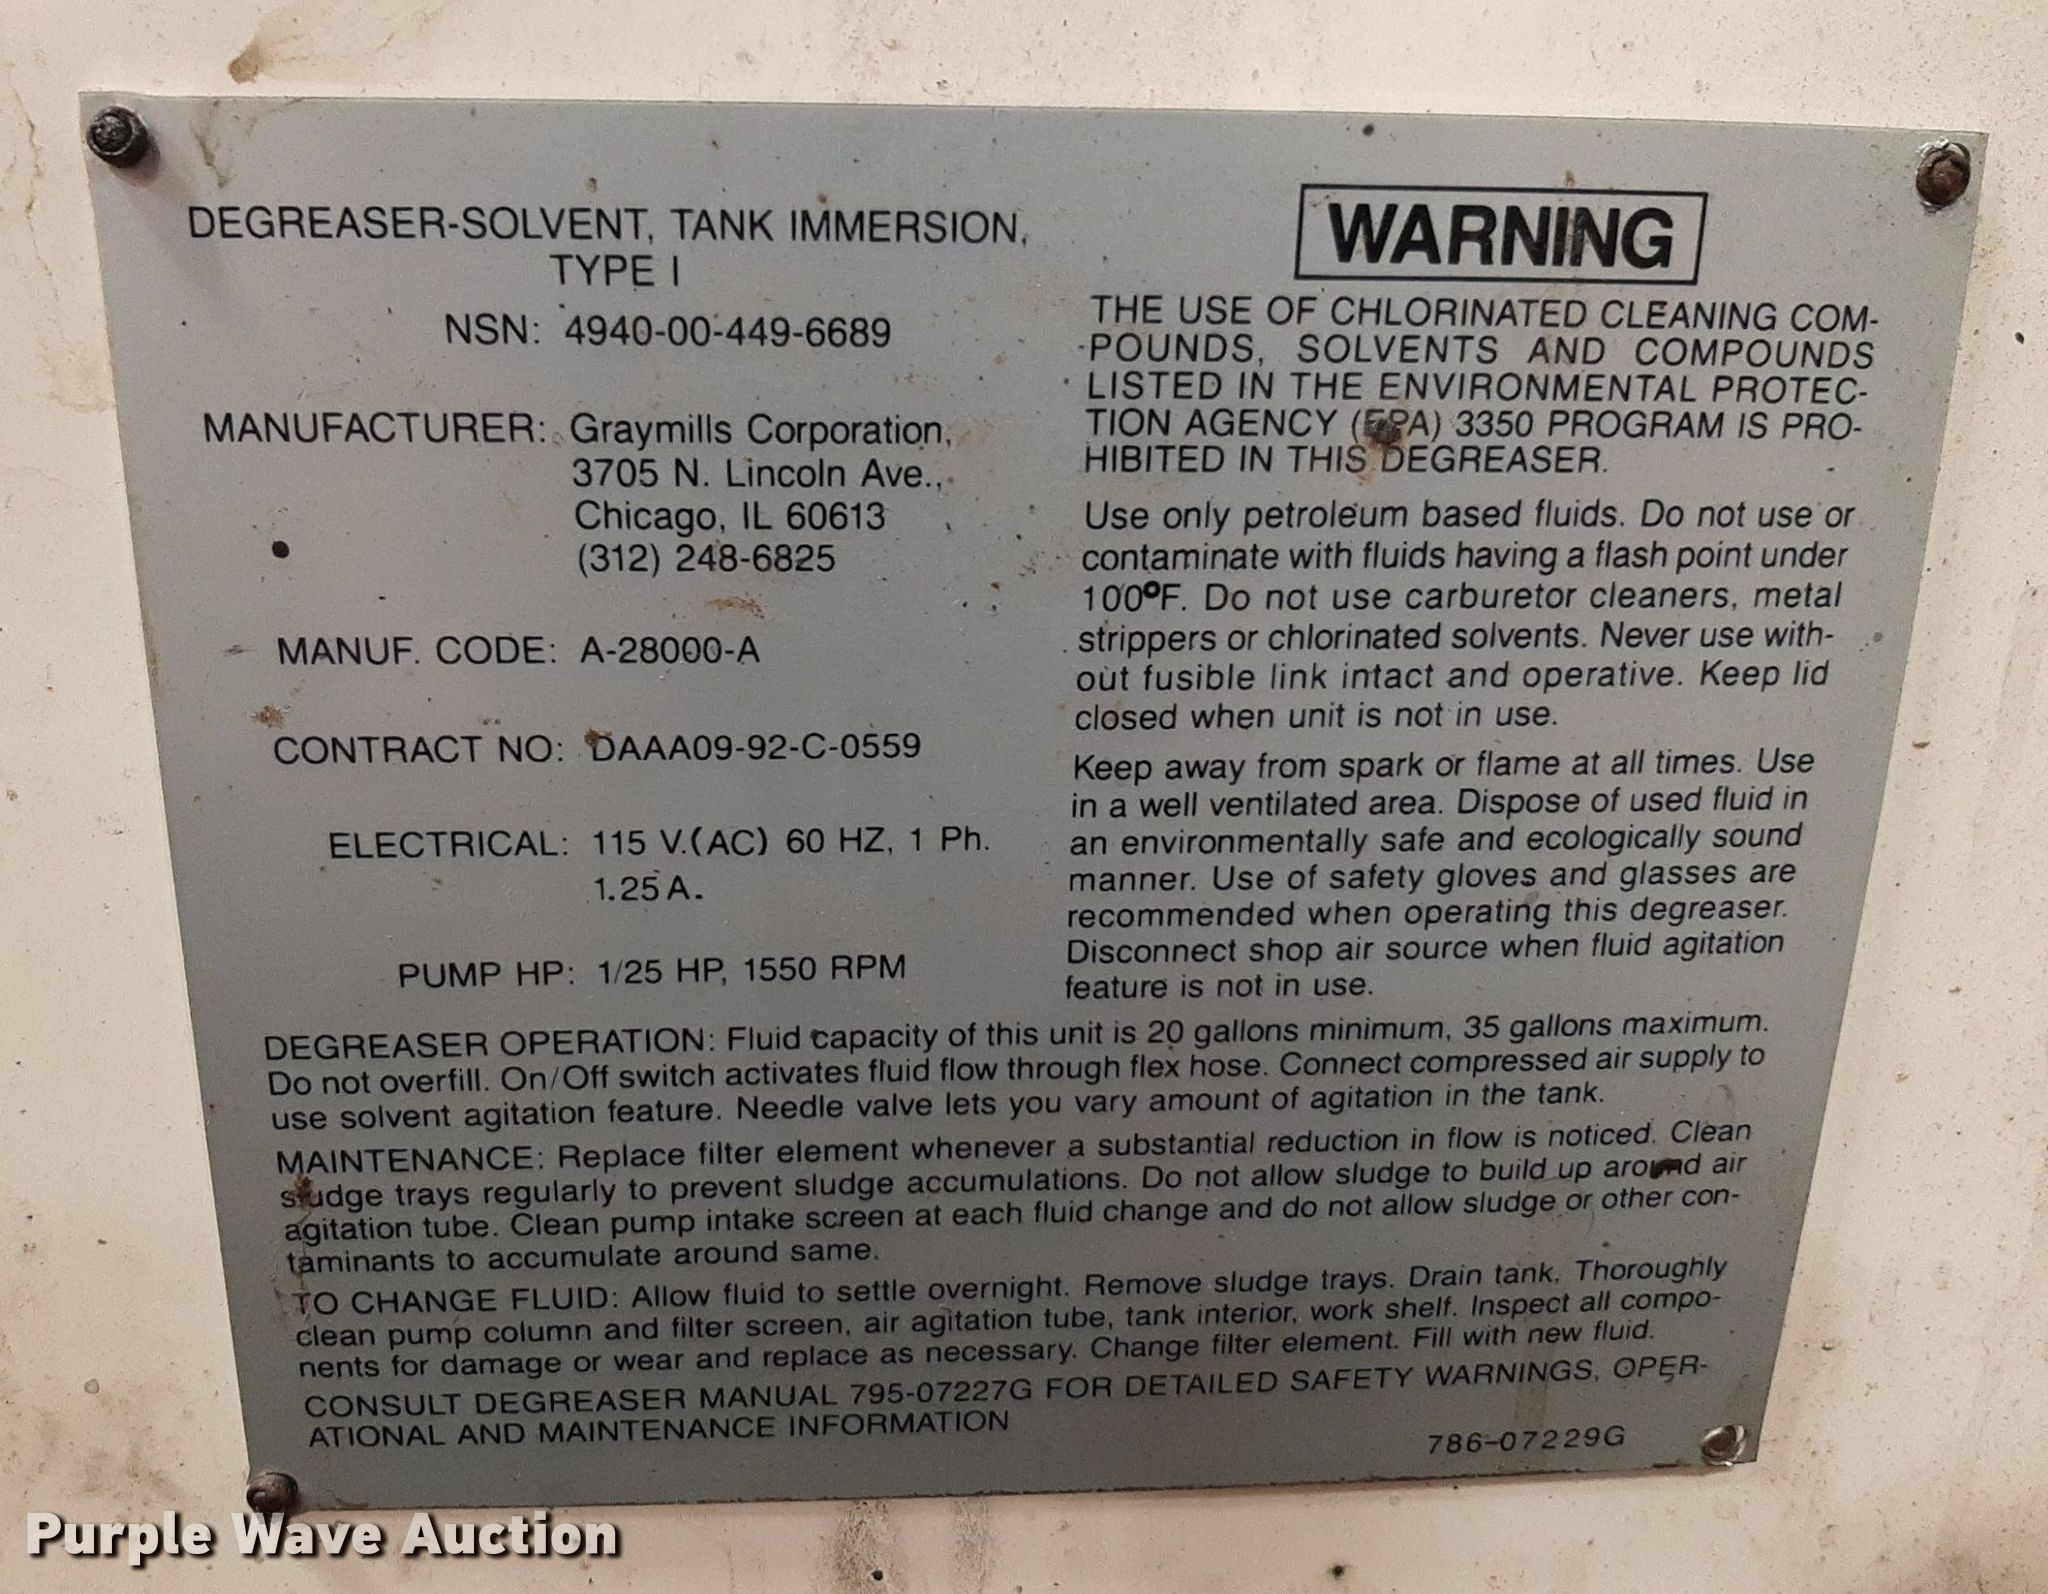 DEGREASER-SOLVENT, TANK IMMERSION,
TYPE I
NSN: 4940-00-449-6689
MANUFACTURER: Graymills Corporation,
3705 N. Lincoln Ave.,
Chicago, IL 60613
(312) 248-6825
MANUF. CODE: A-28000-A
CONTRACT NO: DAAA09-92-C-0559
ELECTRICAL: 115 V.(AC) 60 HZ, 1 Ph.
1.25 A.
PUMP HP: 1/25 HP, 1550 RPM
WARNING
THE USE OF CHLORINATED CLEANING COM-
POUNDS, SOLVENTS AND COMPOUNDS
LISTED IN THE ENVIRONMENTAL PROTEC-
TION AGENCY (EPA) 3350 PROGRAM IS PRO-
HIBITED IN THIS DEGREASER.
Use only petroleum based fluids. Do not use or
contaminate with fluids having a flash point under
100°F. Do not use carburetor cleaners, metal
strippers or chlorinated solvents. Never use with-
out fusible link intact and operative. Keep lid
closed when unit is not in use.
Keep away from spark or flame at all times. Use
in a well ventilated area. Dispose of used fluid in
an environmentally safe and ecologically sound
manner. Use of safety gloves and glasses are
recommended when operating this degreaser.
Disconnect shop air source when fluid agitation
feature is not in use.
DEGREASER OPERATION: Fluid capacity of this unit is 20 gallons minimum, 35 gallons maximum.
Do not overfill. On/Off switch activates fluid flow through flex hose. Connect compressed air supply to
use solvent agitation feature. Needle valve lets you vary amount of agitation in the tank.
MAINTENANCE: Replace filter element whenever a substantial reduction in flow is noticed. Clean
sludge trays regularly to prevent sludge accumulations. Do not allow sludge to build up around air
agitation tube. Clean pump intake screen at each fluid change and do not allow sludge or other con-
taminants to accumulate around same.
TO CHANGE FLUID: Allow fluid to settle overnight. Remove sludge trays. Drain tank. Thoroughly
clean pump column and filter screen, air agitation tube, tank interior, work shelf. Inspect all compo-
nents for damage or wear and replace as necessary. Change filter element. Fill with new fluid.
CONSULT DEGREASER MANUAL 795-07227G FOR DETAILED SAFETY WARNINGS, OPER-
ATIONAL AND MAINTENANCE INFORMATION
786-07229G
Purple Wave Auction